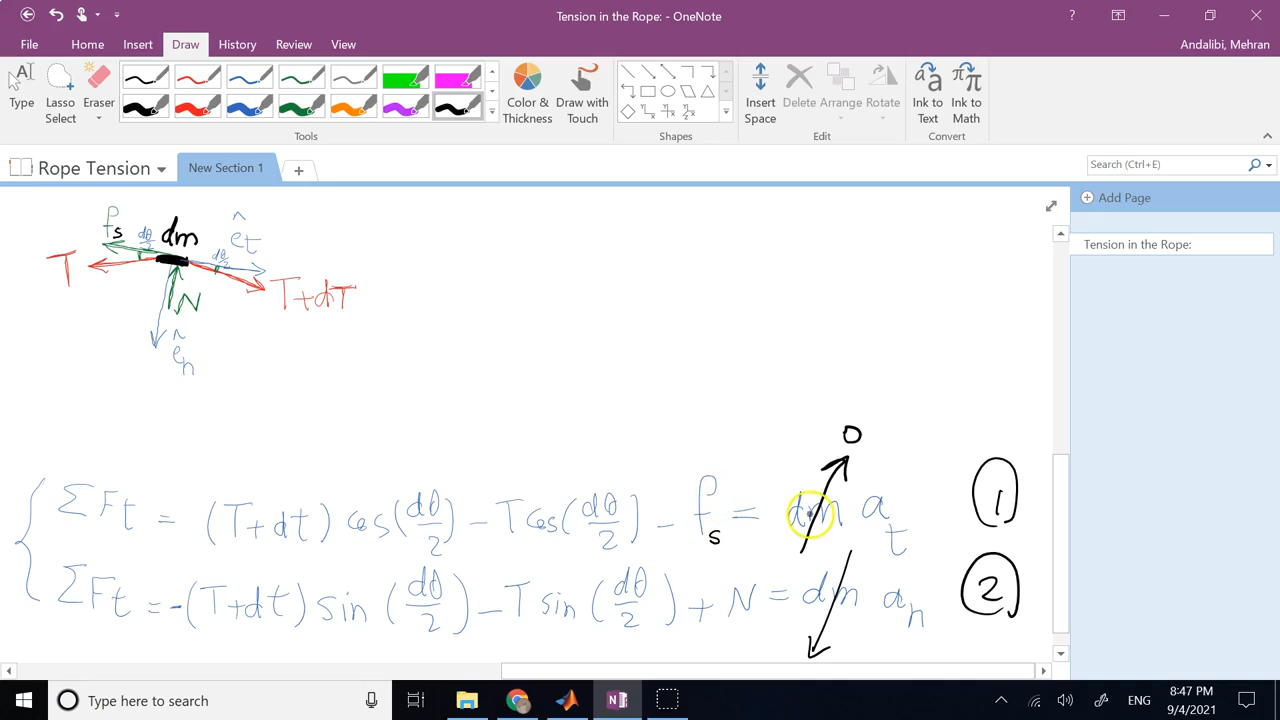 Tension in the Rope: - OneNote
?
File Home Insert Draw History Review View
Andalibi, Mehran
Type
Lasso Select
Eraser
Color & Thickness
Draw with Touch
Insert Space
Delete
Arrange
Rotate
Ink to Text
Ink to Math
Tools
Shapes
Edit
Convert
Rope Tension
New Section 1
Search (Ctrl+E)
Add Page
Tension in the Rope:
fs
dθ/2
dm
êt
dθ/2
T
T+dT
N
ên
0
ΣFt = (T+dt) cos(dθ/2) - T cos(dθ/2) - fs = dm at ①
ΣFt = -(T+dt) sin(dθ/2) - T sin(dθ/2) + N = dm an ②
Type here to search
ENG
8:47 PM
9/4/2021